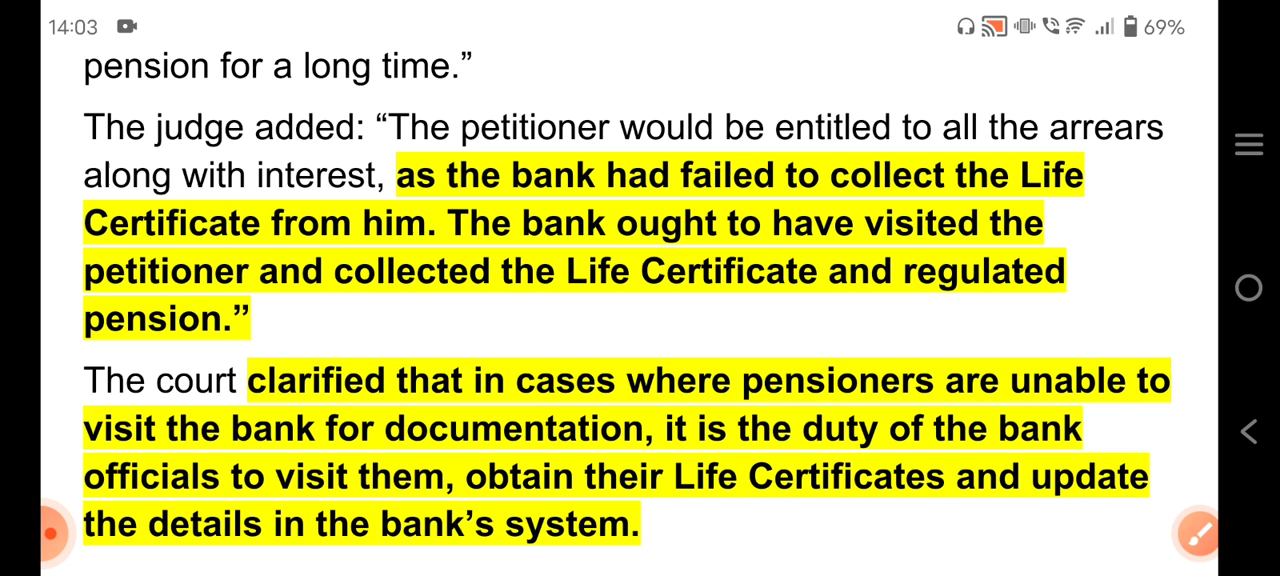 14:03
69%
pension for a long time.”
The judge added: “The petitioner would be entitled to all the arrears
along with interest, as the bank had failed to collect the Life
Certificate from him. The bank ought to have visited the
petitioner and collected the Life Certificate and regulated
pension.”
The court clarified that in cases where pensioners are unable to
visit the bank for documentation, it is the duty of the bank
officials to visit them, obtain their Life Certificates and update
the details in the bank’s system.